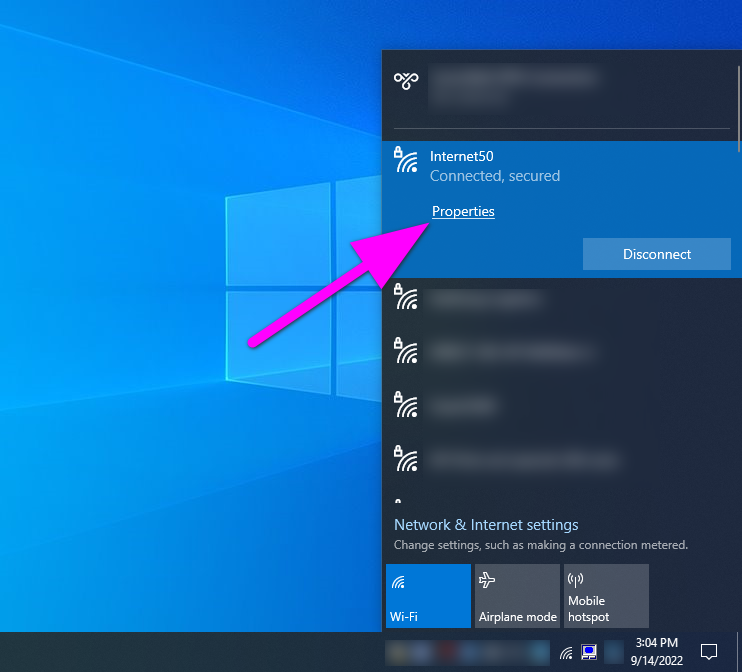 Internet50
Connected, secured
Properties
Disconnect
Network & Internet settings
Change settings, such as making a connection metered.
Wi-Fi
Airplane mode
Mobile
hotspot
3:04 PM
9/14/2022